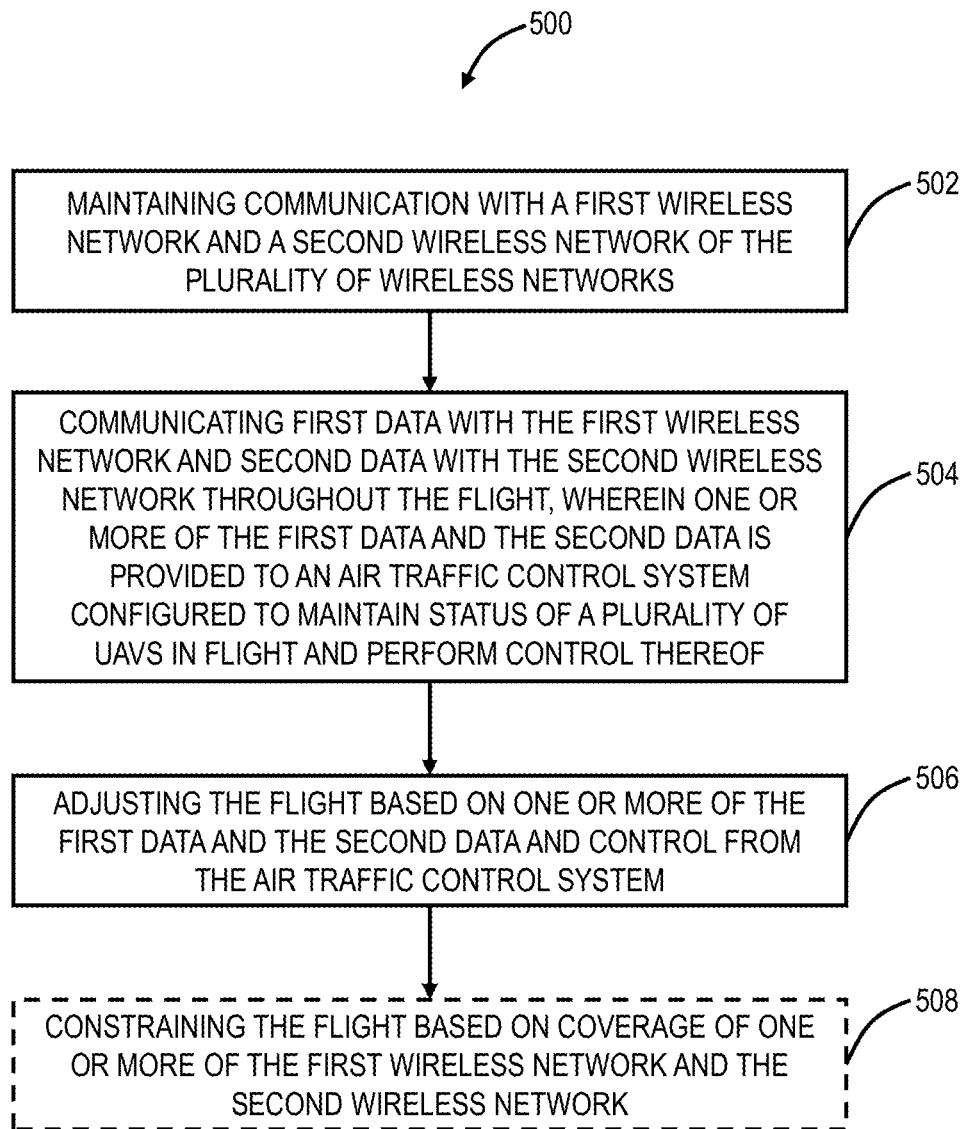 500
MAINTAINING COMMUNICATION WITH A FIRST WIRELESS
NETWORK AND A SECOND WIRELESS NETWORK OF THE
PLURALITY OF WIRELESS NETWORKS
502
COMMUNICATING FIRST DATA WITH THE FIRST WIRELESS
NETWORK AND SECOND DATA WITH THE SECOND WIRELESS
NETWORK THROUGHOUT THE FLIGHT, WHEREIN ONE OR
MORE OF THE FIRST DATA AND THE SECOND DATA IS
PROVIDED TO AN AIR TRAFFIC CONTROL SYSTEM
CONFIGURED TO MAINTAIN STATUS OF A PLURALITY OF
UAVS IN FLIGHT AND PERFORM CONTROL THEREOF
504
ADJUSTING THE FLIGHT BASED ON ONE OR MORE OF THE
FIRST DATA AND THE SECOND DATA AND CONTROL FROM
THE AIR TRAFFIC CONTROL SYSTEM
506
CONSTRAINING THE FLIGHT BASED ON COVERAGE OF ONE
OR MORE OF THE FIRST WIRELESS NETWORK AND THE
SECOND WIRELESS NETWORK
508